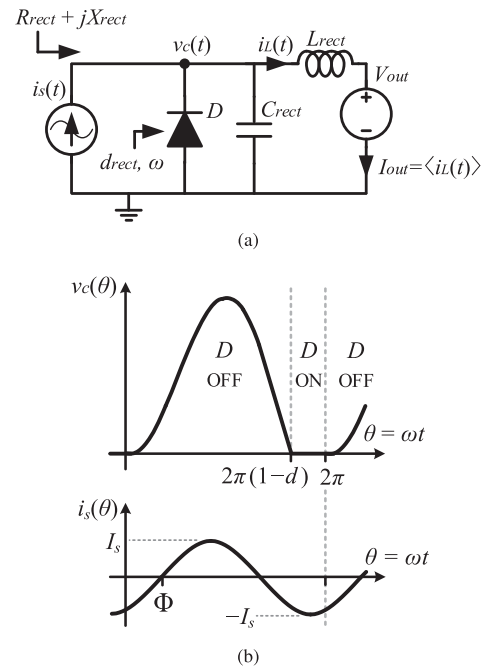 Rrect + jXrect
vc(t)
iL(t)
Lrect
Vout
is(t)
D
Crect
+
−
drect, ω
Iout=⟨iL(t)⟩
(a)
vc(θ)
D
OFF
D
ON
D
OFF
θ = ωt
2π(1−d)
2π
is(θ)
Is
θ = ωt
Φ
−Is
(b)